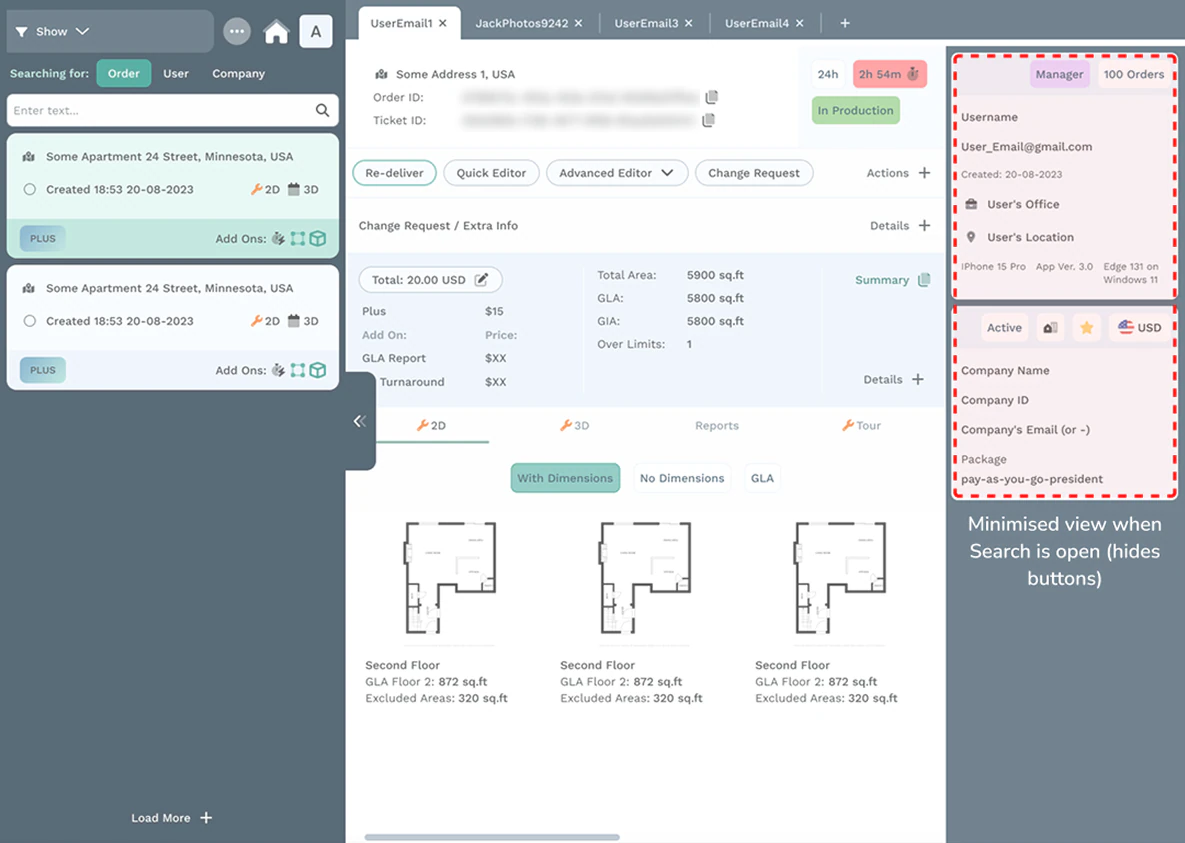 Show
A
Searching for: Order User Company
Enter text...
Some Apartment 24 Street, Minnesota, USA
Created 18:53 20-08-2023 2D 3D
PLUS Add Ons:
Some Apartment 24 Street, Minnesota, USA
Created 18:53 20-08-2023 2D 3D
PLUS Add Ons:
Load More +
UserEmail1 × JackPhotos9242 × UserEmail3 × UserEmail4 × +
Some Address 1, USA
Order ID:
Ticket ID:
24h 2h 54m
In Production
Re-deliver Quick Editor Advanced Editor Change Request Actions +
Change Request / Extra Info Details +
Total: 20.00 USD
Plus $15
Add On: Price:
GLA Report $XX
Turnaround $XX
Total Area: 5900 sq.ft
GLA: 5800 sq.ft
GIA: 5800 sq.ft
Over Limits: 1
Summary
Details +
2D 3D Reports Tour
With Dimensions No Dimensions GLA
Second Floor
GLA Floor 2: 872 sq.ft
Excluded Areas: 320 sq.ft
Second Floor
GLA Floor 2: 872 sq.ft
Excluded Areas: 320 sq.ft
Second Floor
GLA Floor 2: 872 sq.ft
Excluded Areas: 320 sq.ft
Manager 100 Orders
Username
User_Email@gmail.com
Created: 20-08-2023
User's Office
User's Location
IPhone 15 Pro App Ver. 3.0 Edge 131 on
Windows 11
Active USD
Company Name
Company ID
Company's Email (or -)
Package
pay-as-you-go-president
Minimised view when
Search is open (hides
buttons)